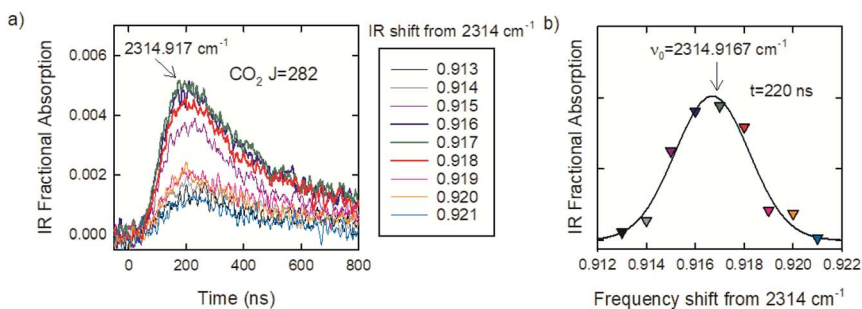 a)
2314.917 cm⁻¹
CO₂ J=282
IR Fractional Absorption
0.006
0.004
0.002
0.000
0
200
400
600
800
Time (ns)
IR shift from 2314 cm⁻¹
0.913
0.914
0.915
0.916
0.917
0.918
0.919
0.920
0.921
b)
ν₀=2314.9167 cm⁻¹
t=220 ns
IR Fractional Absorption
0.912
0.914
0.916
0.918
0.920
0.922
Frequency shift from 2314 cm⁻¹